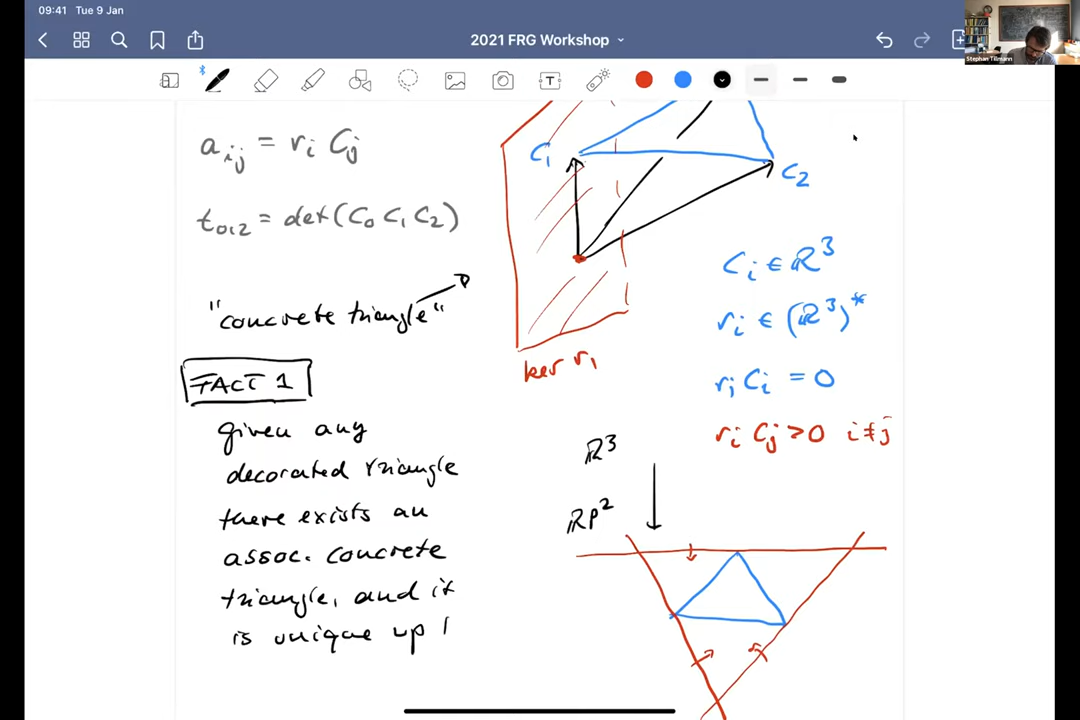 09:41 Tue 9 Jan
2021 FRG Workshop
Stephan Tillmann
T
a_ij = r_i C_j
t_012 = det(C_0 C_1 C_2)
"concrete triangle"
FACT 1
given any
decorated triangle
there exists an
assoc. concrete
triangle, and it
is unique up
C_1
C_2
ker r_1
C_i ∈ ℝ^3
r_i ∈ (ℝ^3)^*
r_i C_i = 0
r_i C_j > 0 i ≠ j
ℝ^3
ℝP^2